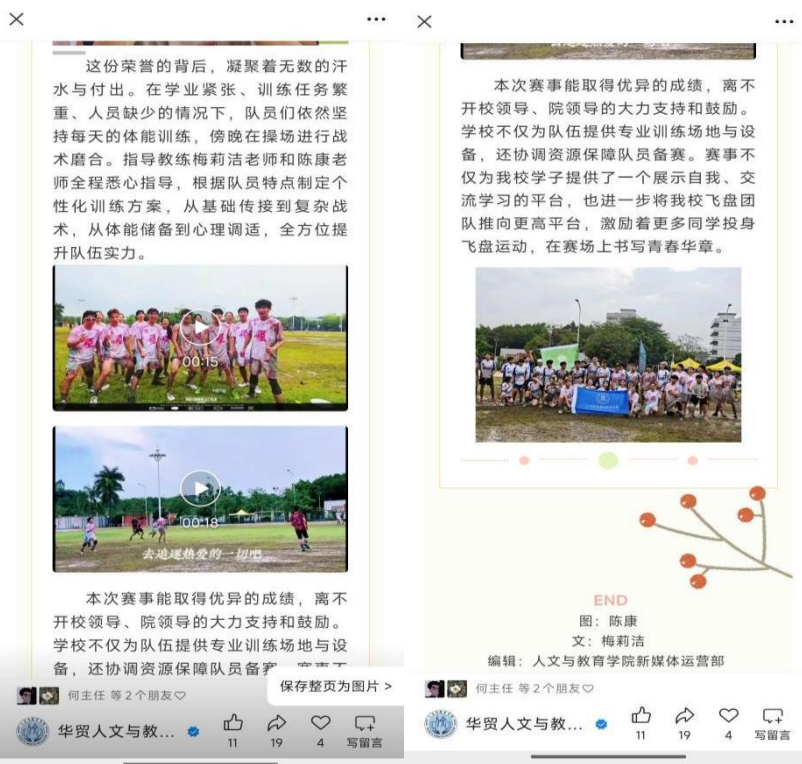 这份荣誉的背后，凝聚着无数的汗
水与付出。在学业紧张、训练任务繁
重、人员缺少的情况下，队员们依然坚
持每天的体能训练，傍晚在操场进行战
术磨合。指导教练梅莉洁老师和陈康老
师全程悉心指导，根据队员特点制定个
性化训练方案，从基础传接到复杂战
术，从体能储备到心理调适，全方位提
升队伍实力。
00:15
00:18
去追逐热爱的一切吧
本次赛事能取得优异的成绩，离不
开校领导、院领导的大力支持和鼓励。
学校不仅为队伍提供专业训练场地与设
备，还协调资源保障队员备赛。赛事不
保存整页为图片 >
何主任 等2个朋友♡
华贸人文与教...
11
19
4
写留言
本次赛事能取得优异的成绩，离不
开校领导、院领导的大力支持和鼓励。
学校不仅为队伍提供专业训练场地与设
备，还协调资源保障队员备赛。赛事不
仅为我校学子提供了一个展示自我、交
流学习的平台，也进一步将我校飞盘团
队推向更高平台，激励着更多同学投身
飞盘运动，在赛场上书写青春华章。
END
图：陈康
文：梅莉洁
编辑：人文与教育学院新媒体运营部
何主任 等2个朋友♡
华贸人文与教...
11
19
4
写留言